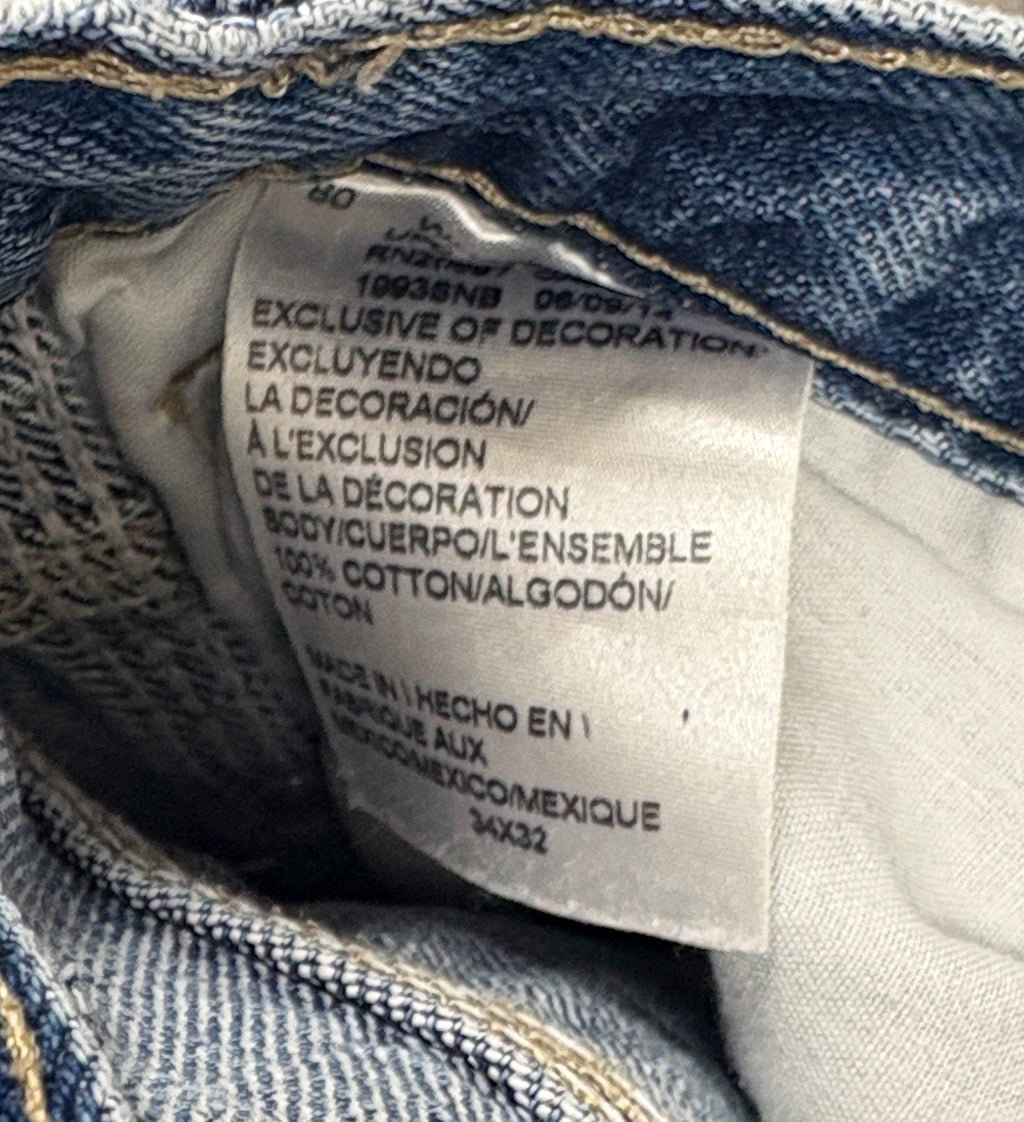 EXCLUSIVE OF DECORATION
EXCLUYENDO
LA DECORACIÓN/
À L'EXCLUSION
DE LA DÉCORATION
BODY/CUERPO/L'ENSEMBLE
100% COTTON/ALGODÓN/
COTON
MADE IN \ HECHO EN \
FABRIQUE AUX
MEXICO/MEXICO/MEXIQUE
34X32